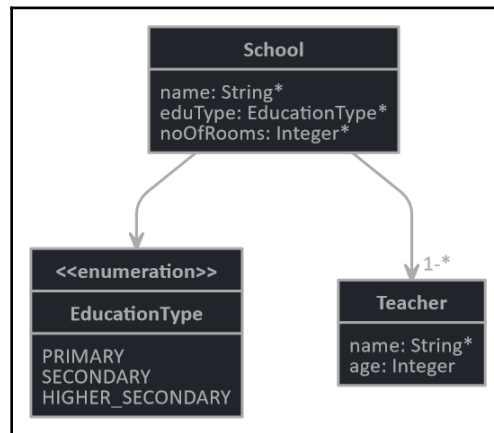 School
name: String*
eduType: EducationType*
noOfRooms: Integer*
<<enumeration>>
EducationType
PRIMARY
SECONDARY
HIGHER_SECONDARY
1-*
Teacher
name: String*
age: Integer